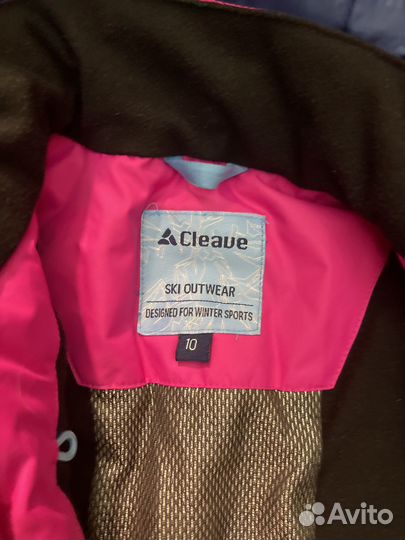 Cleave
SKI OUTWEAR
DESIGNED FOR WINTER SPORTS
10
Avito